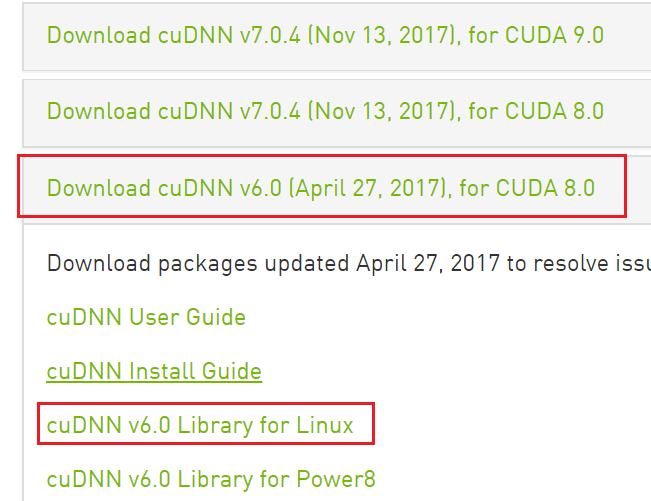 Download cuDNN v7.0.4 (Nov 13, 2017), for CUDA 9.0
Download cuDNN v7.0.4 (Nov 13, 2017), for CUDA 8.0
Download cuDNN v6.0 (April 27, 2017), for CUDA 8.0
Download packages updated April 27, 2017 to resolve issu
cuDNN User Guide
cuDNN Install Guide
cuDNN v6.0 Library for Linux
cuDNN v6.0 Library for Power8